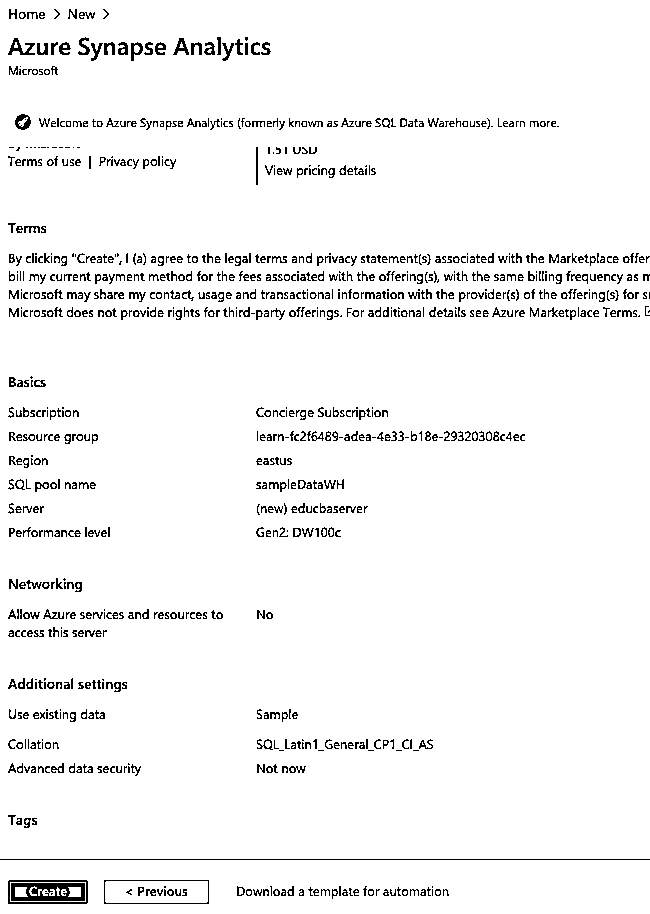 Home > New >
Azure Synapse Analytics
Microsoft
Welcome to Azure Synapse Analytics (formerly known as Azure SQL Data Warehouse). Learn more.
1.51 USD
Terms of use | Privacy policy
View pricing details
Terms
By clicking "Create", I (a) agree to the legal terms and privacy statement(s) associated with the Marketplace offer
bill my current payment method for the fees associated with the offering(s), with the same billing frequency as
Microsoft may share my contact, usage and transactional information with the provider(s) of the offering(s) for
Microsoft does not provide rights for third-party offerings. For additional details see Azure Marketplace Terms.
Basics
Subscription Concierge Subscription
Resource group learn-fc2f6489-adea-4e33-b18e-29320308c4ec
Region eastus
SQL pool name sampleDataWH
Server (new) educbaserver
Performance level Gen2: DW100c
Networking
Allow Azure services and resources to No
access this server
Additional settings
Use existing data Sample
Collation SQL_Latin1_General_CP1_CI_AS
Advanced data security Not now
Tags
Create < Previous Download a template for automation